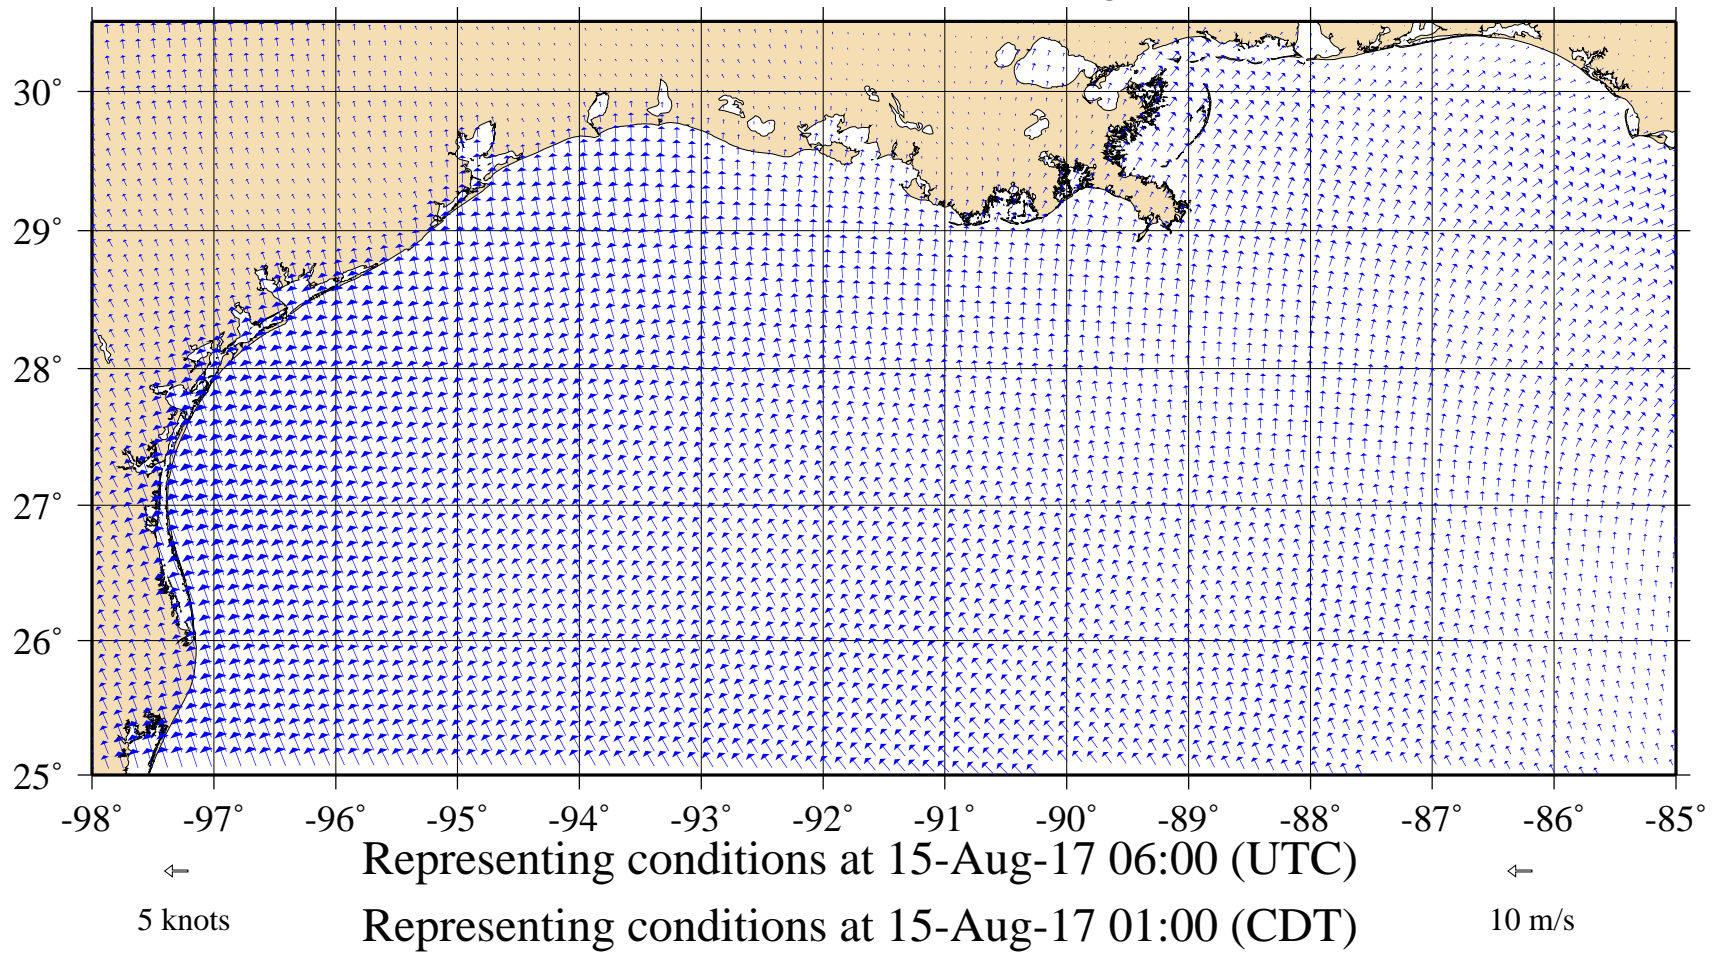 30°
29°
28°
27°
26°
25°
-98° -97° -96° -95° -94° -93° -92° -91° -90° -89° -88° -87° -86° -85°
Representing conditions at 15-Aug-17 06:00 (UTC)
5 knots
Representing conditions at 15-Aug-17 01:00 (CDT)
10 m/s